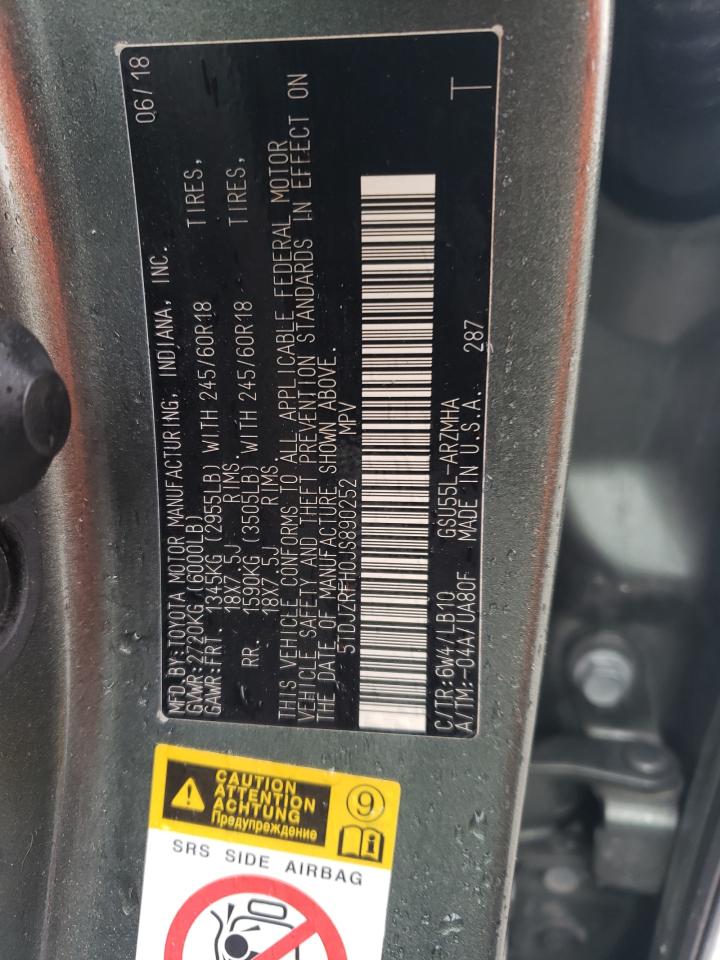 MFD.BY:TOYOTA MOTOR MANUFACTURING, INDIANA, INC. 06/18
GVWR:2720KG(6000LB)
GAWR:FRT. 1345KG (2955LB) WITH 245/60R18 TIRES,
18X7.5J RIMS
RR. 1590KG (3505LB) WITH 245/60R18 TIRES,
18X7.5J RIMS
THIS VEHICLE CONFORMS TO ALL APPLICABLE FEDERAL MOTOR
VEHICLE SAFETY AND THEFT PREVENTION STANDARDS IN EFFECT ON
THE DATE OF MANUFACTURE SHOWN ABOVE.
5TDJZRFH0JS890252 MPV
C/TR:6W4/LB10 GSU55L-ARZMHA
A/TM:-04A/UA80F MADE IN U.S.A. 287 T
CAUTION
ATTENTION
ACHTUNG
Предупреждение
9
i
SRS SIDE AIRBAG